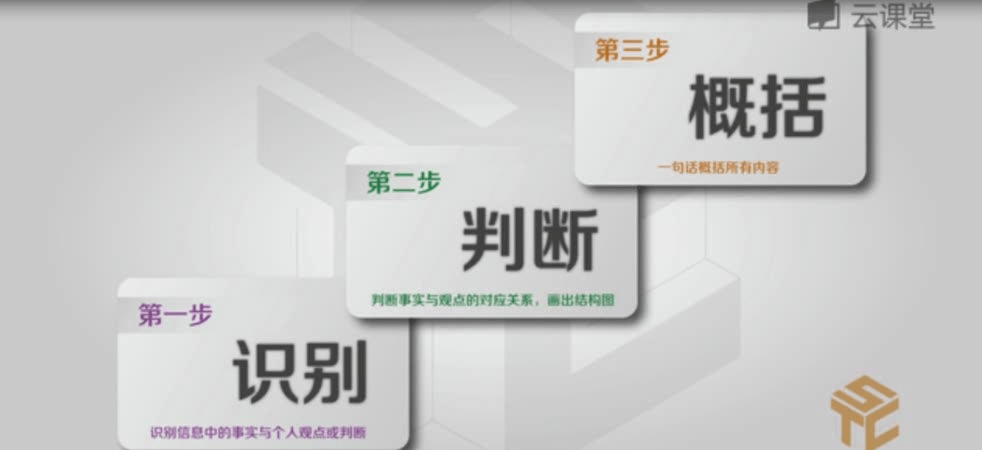 云课堂
第三步
概括
一句话概括所有内容
第二步
判断
判断事实与观点的对应关系，画出结构图
第一步
识别
识别信息中的事实与个人观点或判断
STC